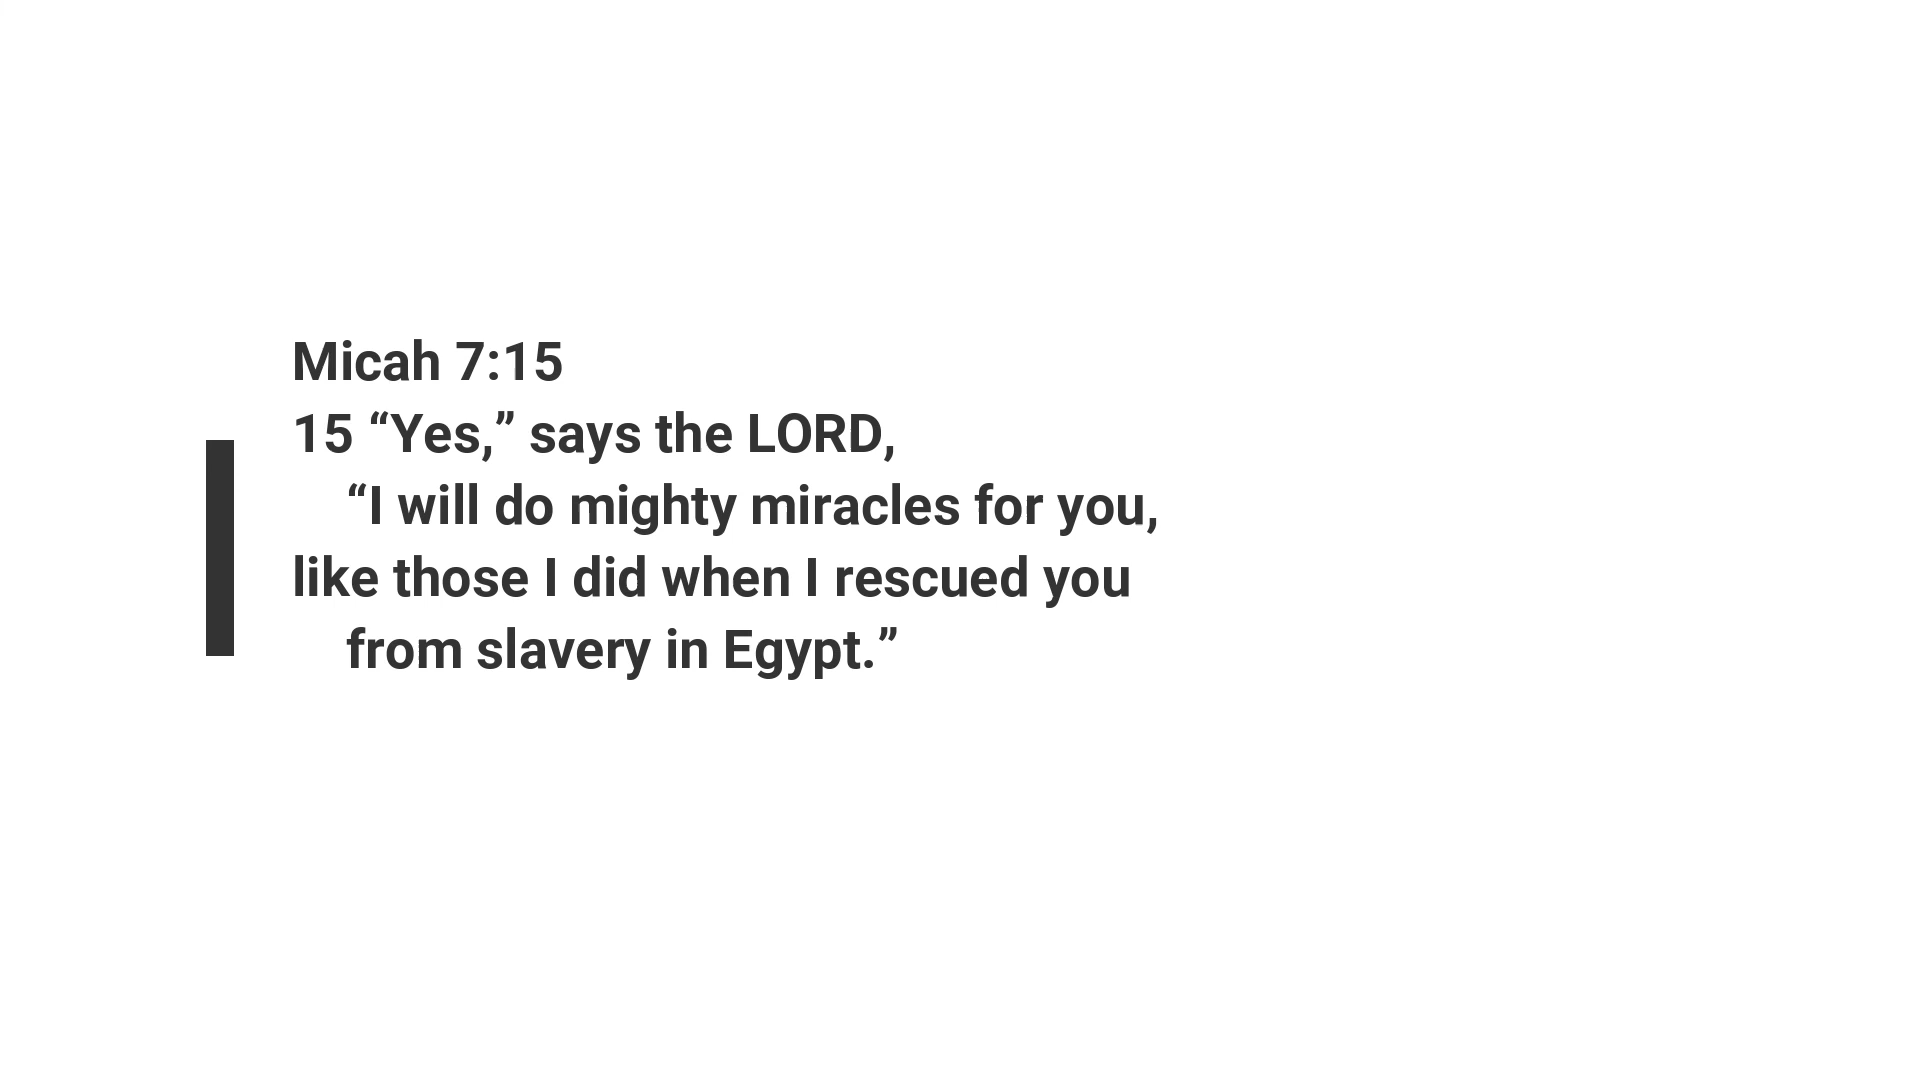 Micah 7:15
15 “Yes,” says the LORD,
“I will do mighty miracles for you,
like those I did when I rescued you
from slavery in Egypt.”